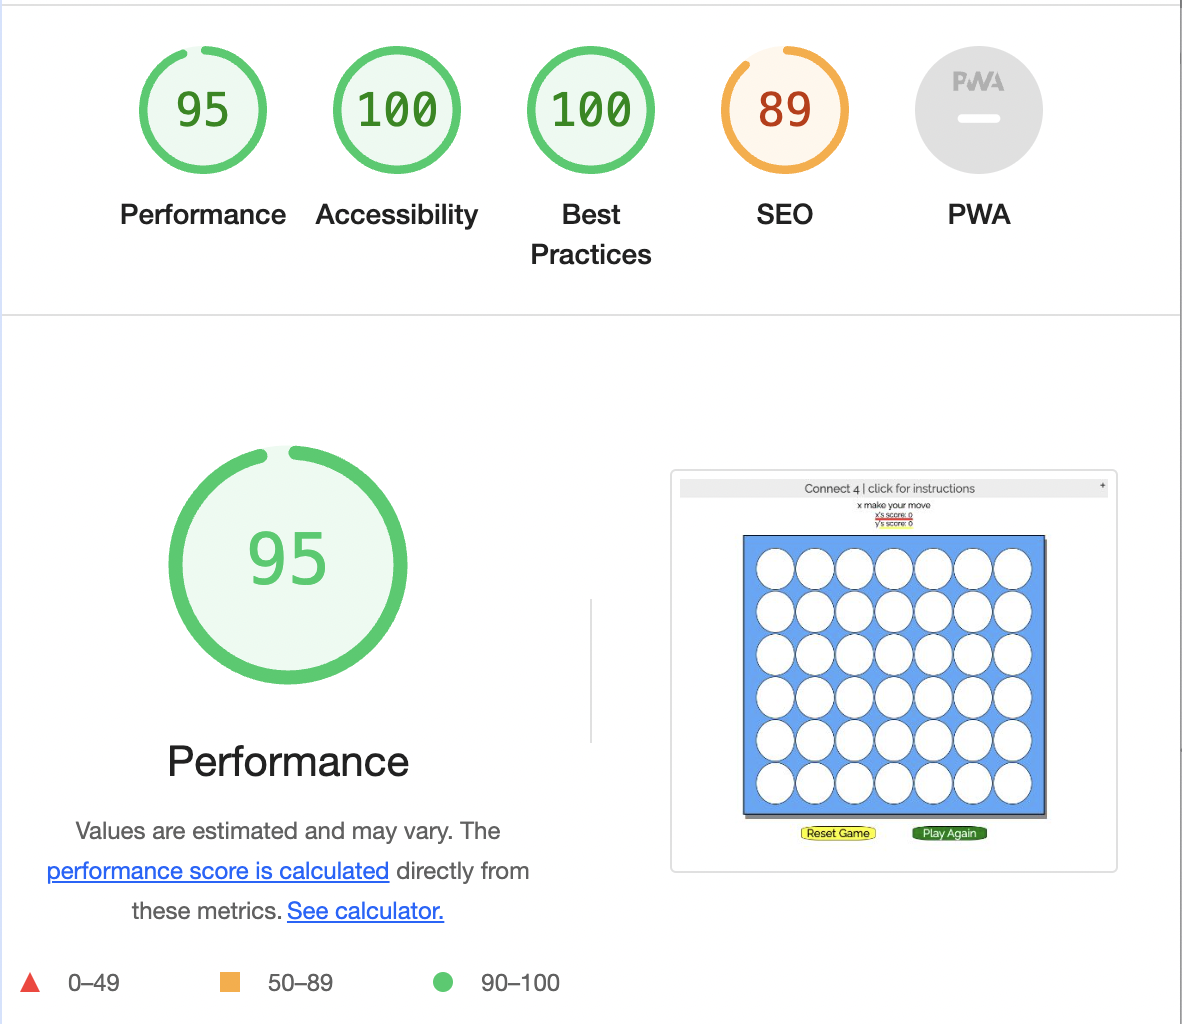 95
100
100
89
PWA
Performance
Accessibility
Best
Practices
SEO
PWA
95
Performance
Values are estimated and may vary. The
performance score is calculated directly from
these metrics. See calculator.
0–49
50–89
90–100
Connect 4 | click for instructions
+
x make your move
x's score: 0
y's score: 0
Reset Game
Play Again